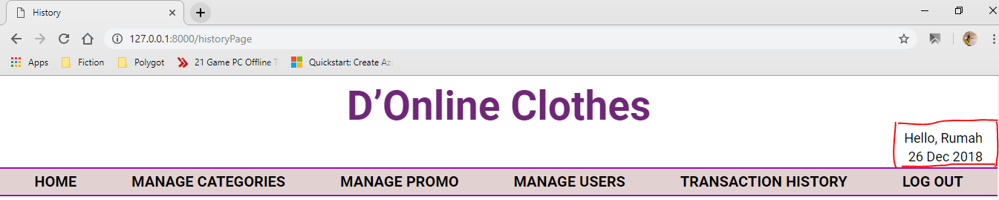 History
127.0.0.1:8000/historyPage
Apps Fiction Polygot 21 Game PC Offline Quickstart: Create Az
D’Online Clothes
Hello, Rumah
26 Dec 2018
HOME MANAGE CATEGORIES MANAGE PROMO MANAGE USERS TRANSACTION HISTORY LOG OUT